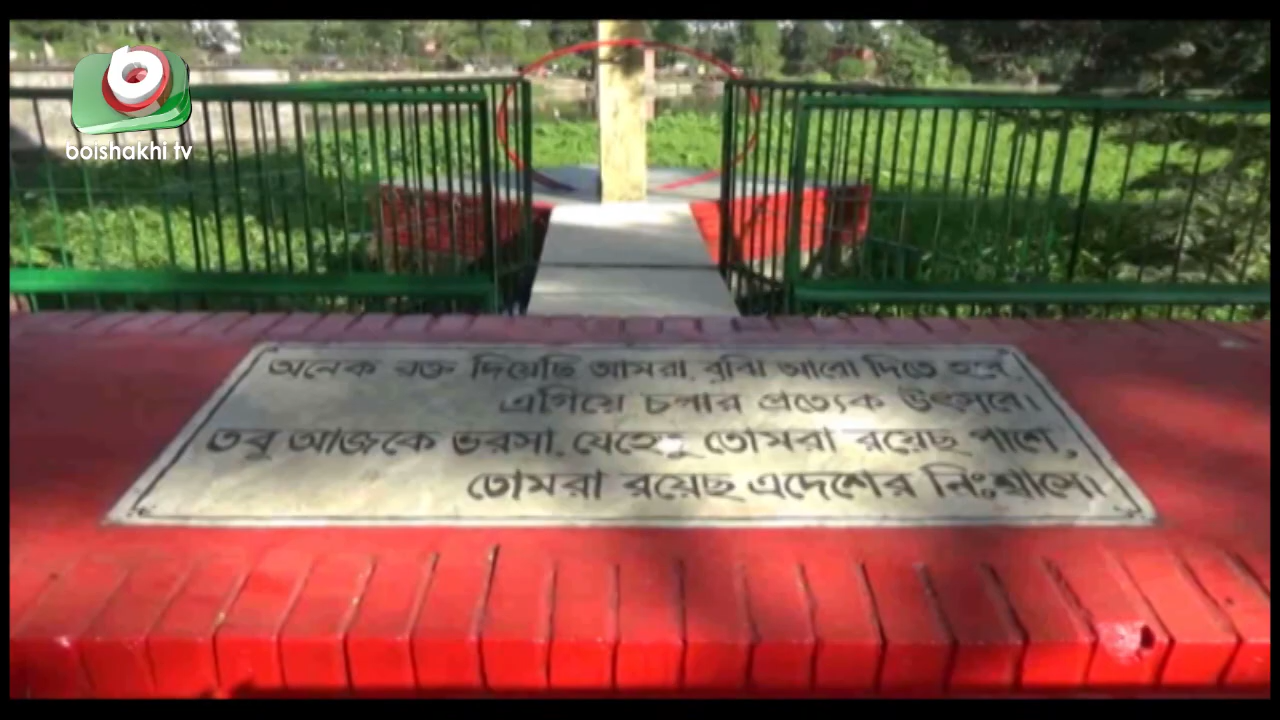 boishakhi tv
অনেক রক্ত দিয়েছি আমরা, বুঝি আরো দিতে হবে,
এগিয়ে চলার প্রত্যেক উৎসবে।
তবু আজকে ভরসা, যেহেতু তোমরা রয়েছ পাশে,
তোমরা রয়েছ এদেশের নিঃশ্বাসে।